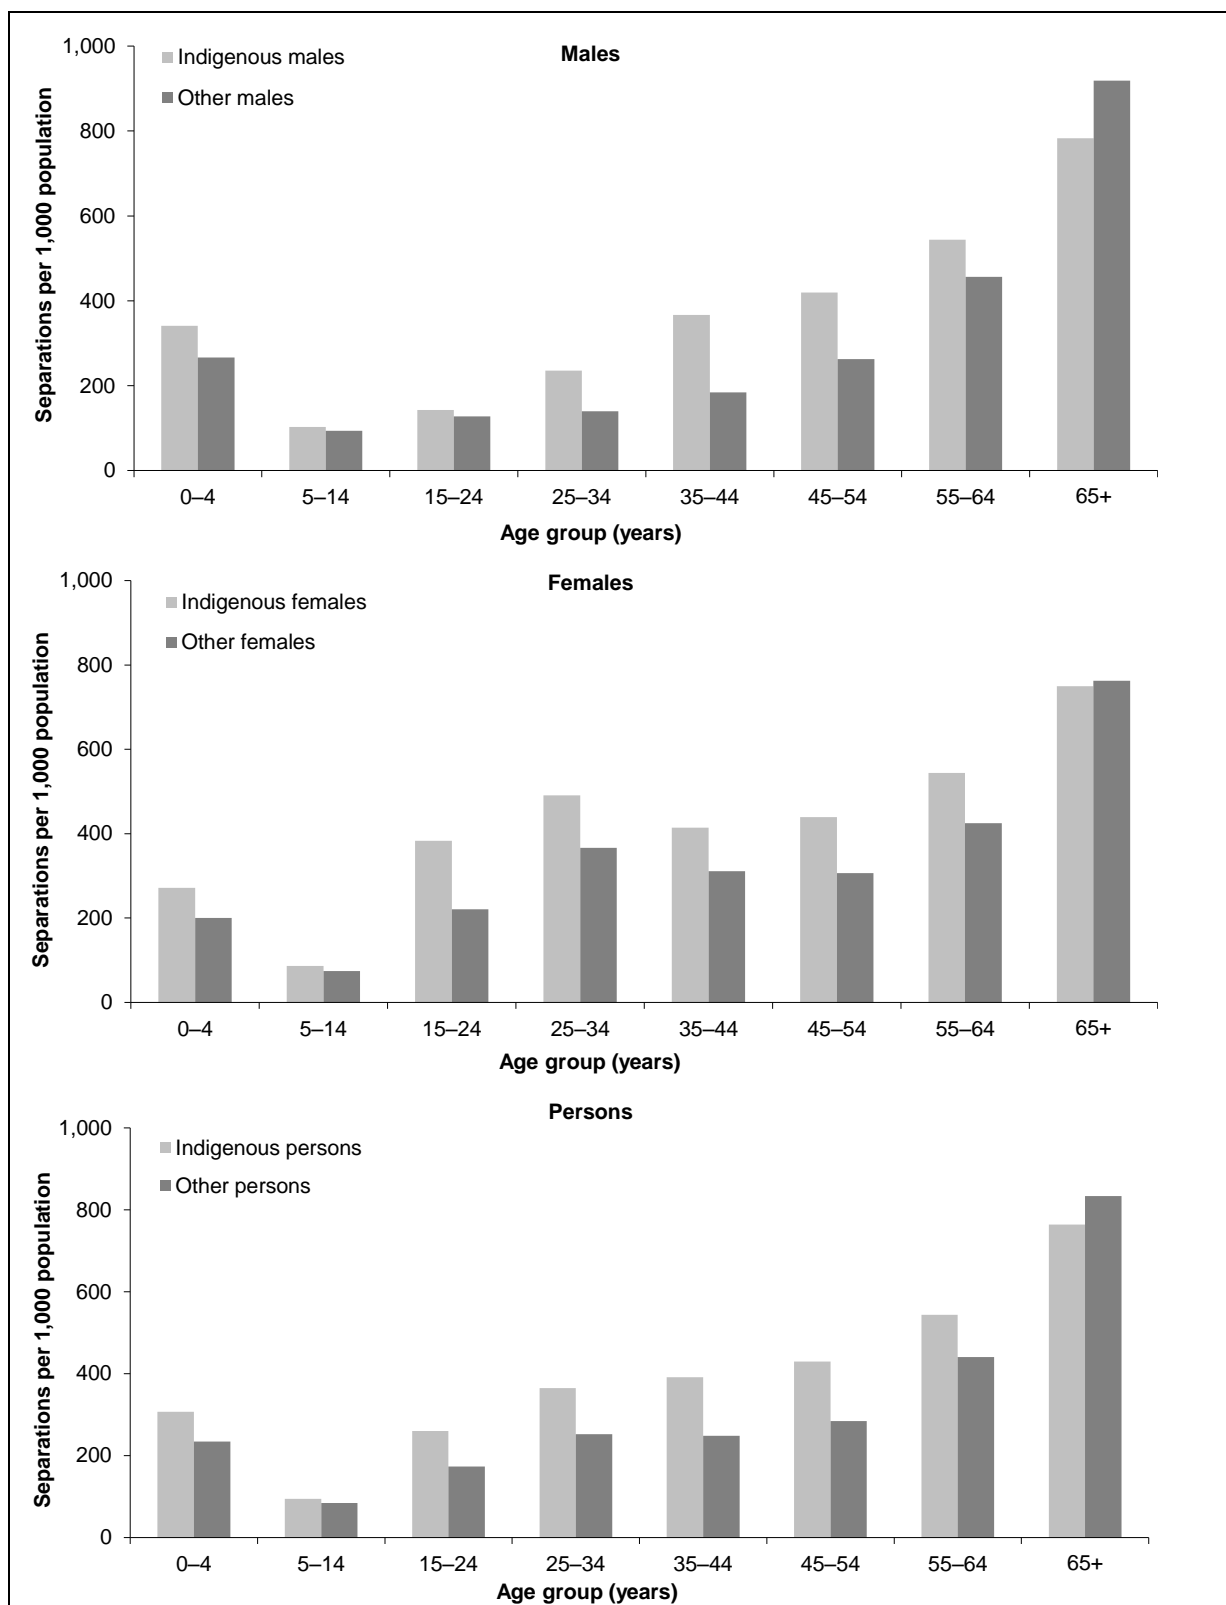 Males
Indigenous males
Other males
Separations per 1,000 population
1,000
800
600
400
200
0
0–4 5–14 15–24 25–34 35–44 45–54 55–64 65+
Age group (years)
Females
Indigenous females
Other females
Separations per 1,000 population
1,000
800
600
400
200
0
0–4 5–14 15–24 25–34 35–44 45–54 55–64 65+
Age group (years)
Persons
Indigenous persons
Other persons
Separations per 1,000 population
1,000
800
600
400
200
0
0–4 5–14 15–24 25–34 35–44 45–54 55–64 65+
Age group (years)